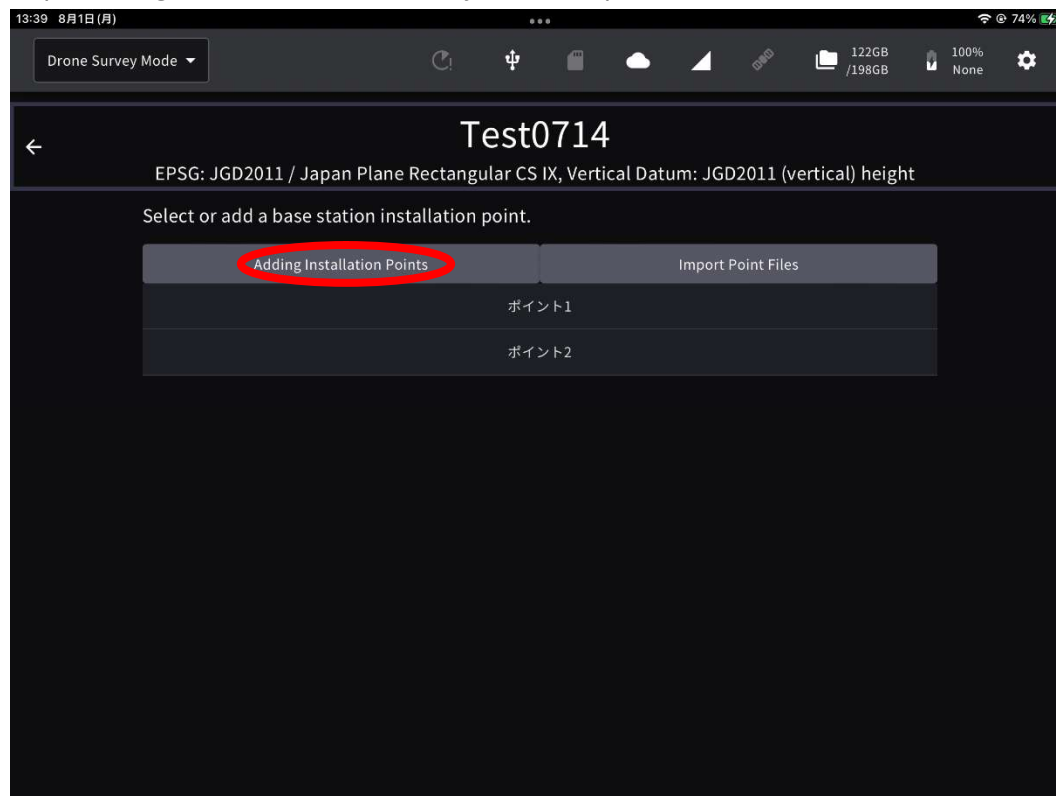 13:39 8月1日(月)
74%
Drone Survey Mode
122GB
/198GB
100%
None
Test0714
EPSG: JGD2011 / Japan Plane Rectangular CS IX, Vertical Datum: JGD2011 (vertical) height
Select or add a base station installation point.
Adding Installation Points
Import Point Files
ポイント1
ポイント2